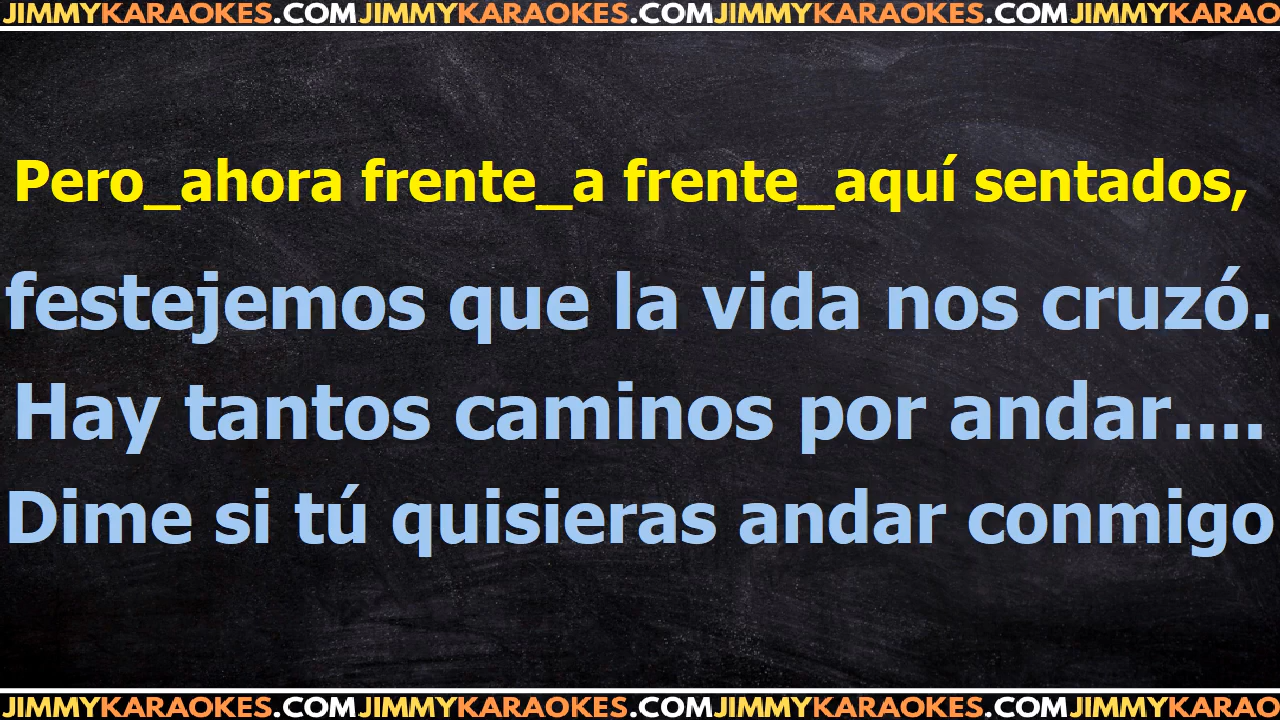 JIMMYKARAOKES.COMJIMMYKARAOKES.COMJIMMYKARAOKES.COMJIMMYKARAO
Pero_ahora frente_a frente_aquí sentados,
festejemos que la vida nos cruzó.
Hay tantos caminos por andar....
Dime si tú quisieras andar conmigo
JIMMYKARAOKES.COMJIMMYKARAOKES.COMJIMMYKARAOKES.COMJIMMYKARAO